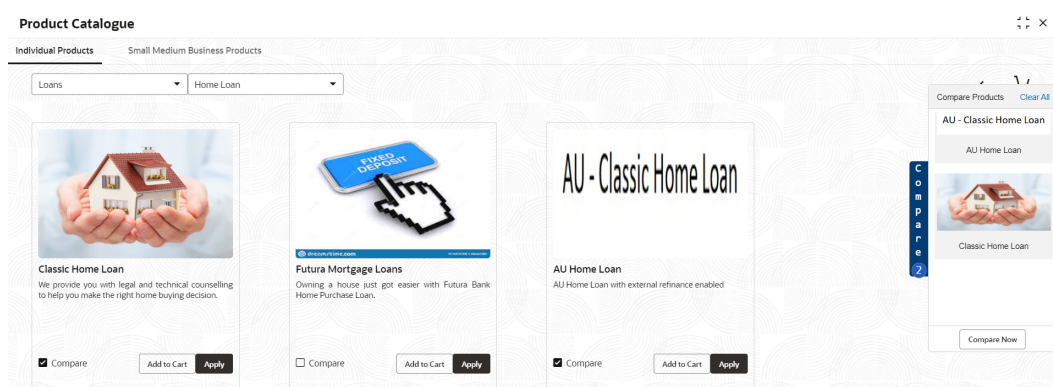 Product Catalogue
Individual Products
Small Medium Business Products
Loans
Home Loan
Compare Products
Clear All
AU - Classic Home Loan
AU Home Loan
Classic Home Loan
Compare
2
Compare Now
FIXED
DEPOSIT
dreamstime.com
AU - Classic Home Loan
Classic Home Loan
We provide you with legal and technical counselling
to help you make the right home buying decision.
Compare
Add to Cart
Apply
Futura Mortgage Loans
Owning a house just got easier with Futura Bank
Home Purchase Loan.
Compare
Add to Cart
Apply
AU Home Loan
AU Home Loan with external refinance enabled
Compare
Add to Cart
Apply